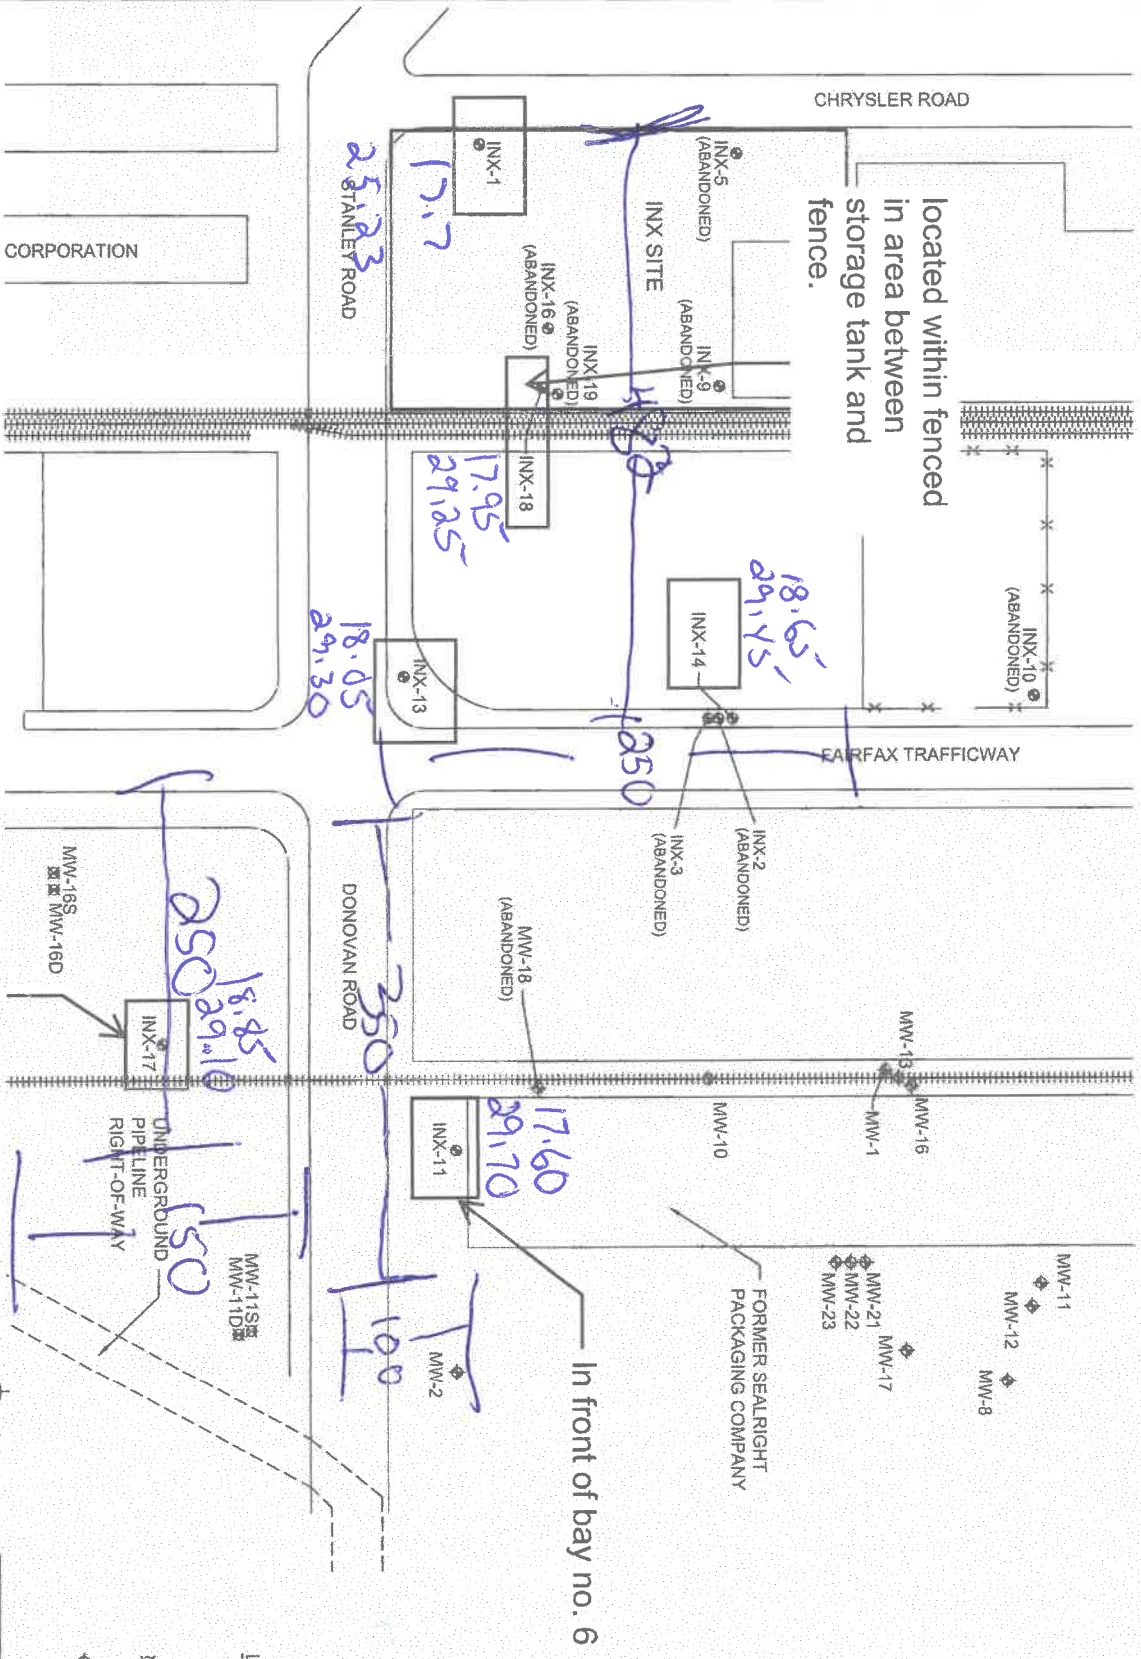 CHRYSLER ROAD
located within fenced
in area between
storage tank and
fence.
INX-5
(ABANDONED)
INX SITE
INX-1
17.7
25.23
STANLEY ROAD
CORPORATION
INX-16
(ABANDONED)
INX-19
(ABANDONED)
INX-9
(ABANDONED)
INX-18
17.95
29.25
INX-10
(ABANDONED)
18.65
29.45
INX-14
INX-13
18.05
29.30
250
FAIRFAX TRAFFICWAY
INX-2
(ABANDONED)
INX-3
(ABANDONED)
MW-18
(ABANDONED)
DONOVAN ROAD
350
MW-16S
MW-16D
250
18.85
29.10
INX-17
MW-13
MW-16
MW-1
MW-10
INX-11
17.60
29.70
UNDERGROUND
PIPELINE
RIGHT-OF-WAY
150
MW-11S
MW-11D
100
MW-2
In front of bay no. 6
FORMER SEALRIGHT
PACKAGING COMPANY
MW-21
MW-22
MW-23
MW-17
MW-11
MW-12
MW-8